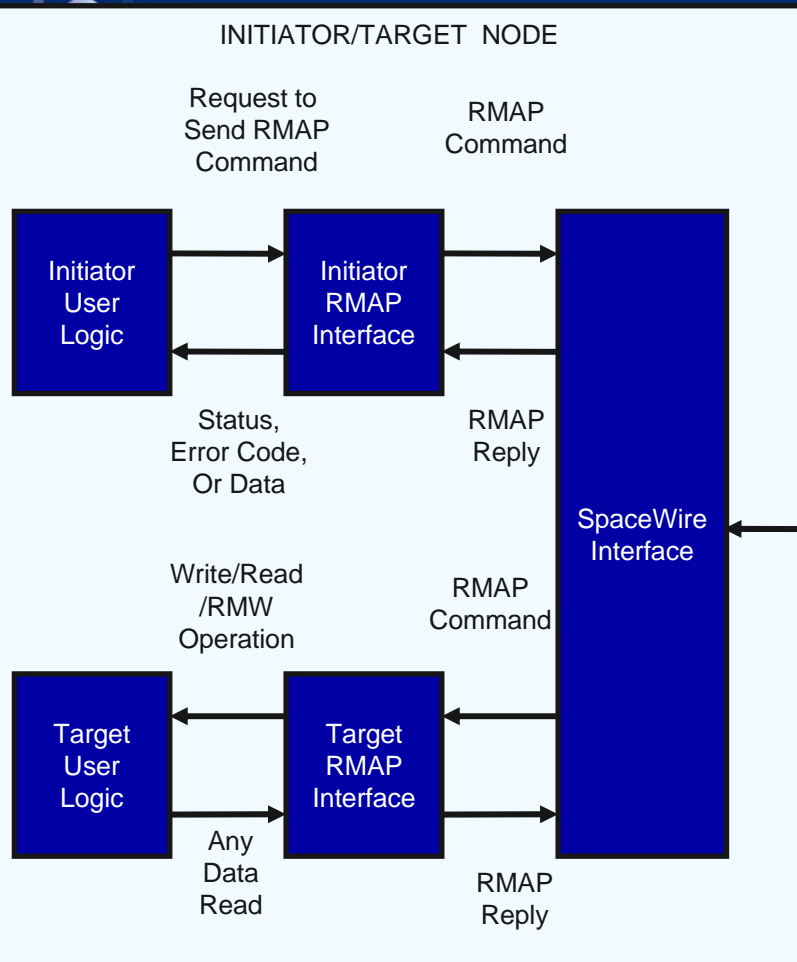 INITIATOR/TARGET NODE
Request to
Send RMAP
Command
RMAP
Command
Initiator
User
Logic
Initiator
RMAP
Interface
Status,
Error Code,
Or Data
RMAP
Reply
SpaceWire
Interface
Write/Read
/RMW
Operation
RMAP
Command
Target
User
Logic
Target
RMAP
Interface
Any
Data
Read
RMAP
Reply